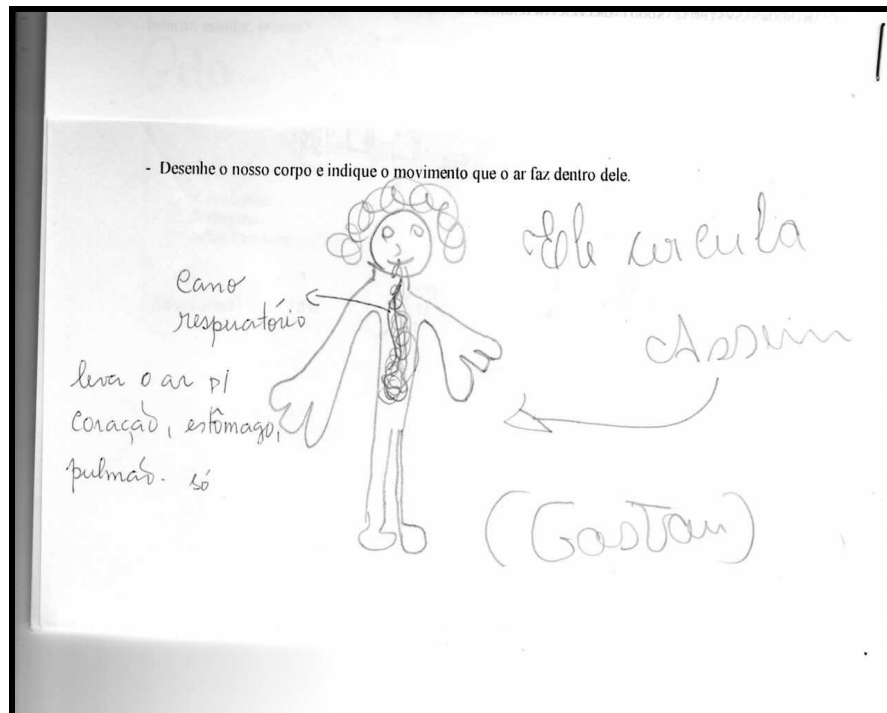 - Desenhe o nosso corpo e indique o movimento que o ar faz dentro dele.
Ele circula
Assim
Cano
respiratório
leva o ar p/
coração, estômago,
pulmão. só
(Gastan)